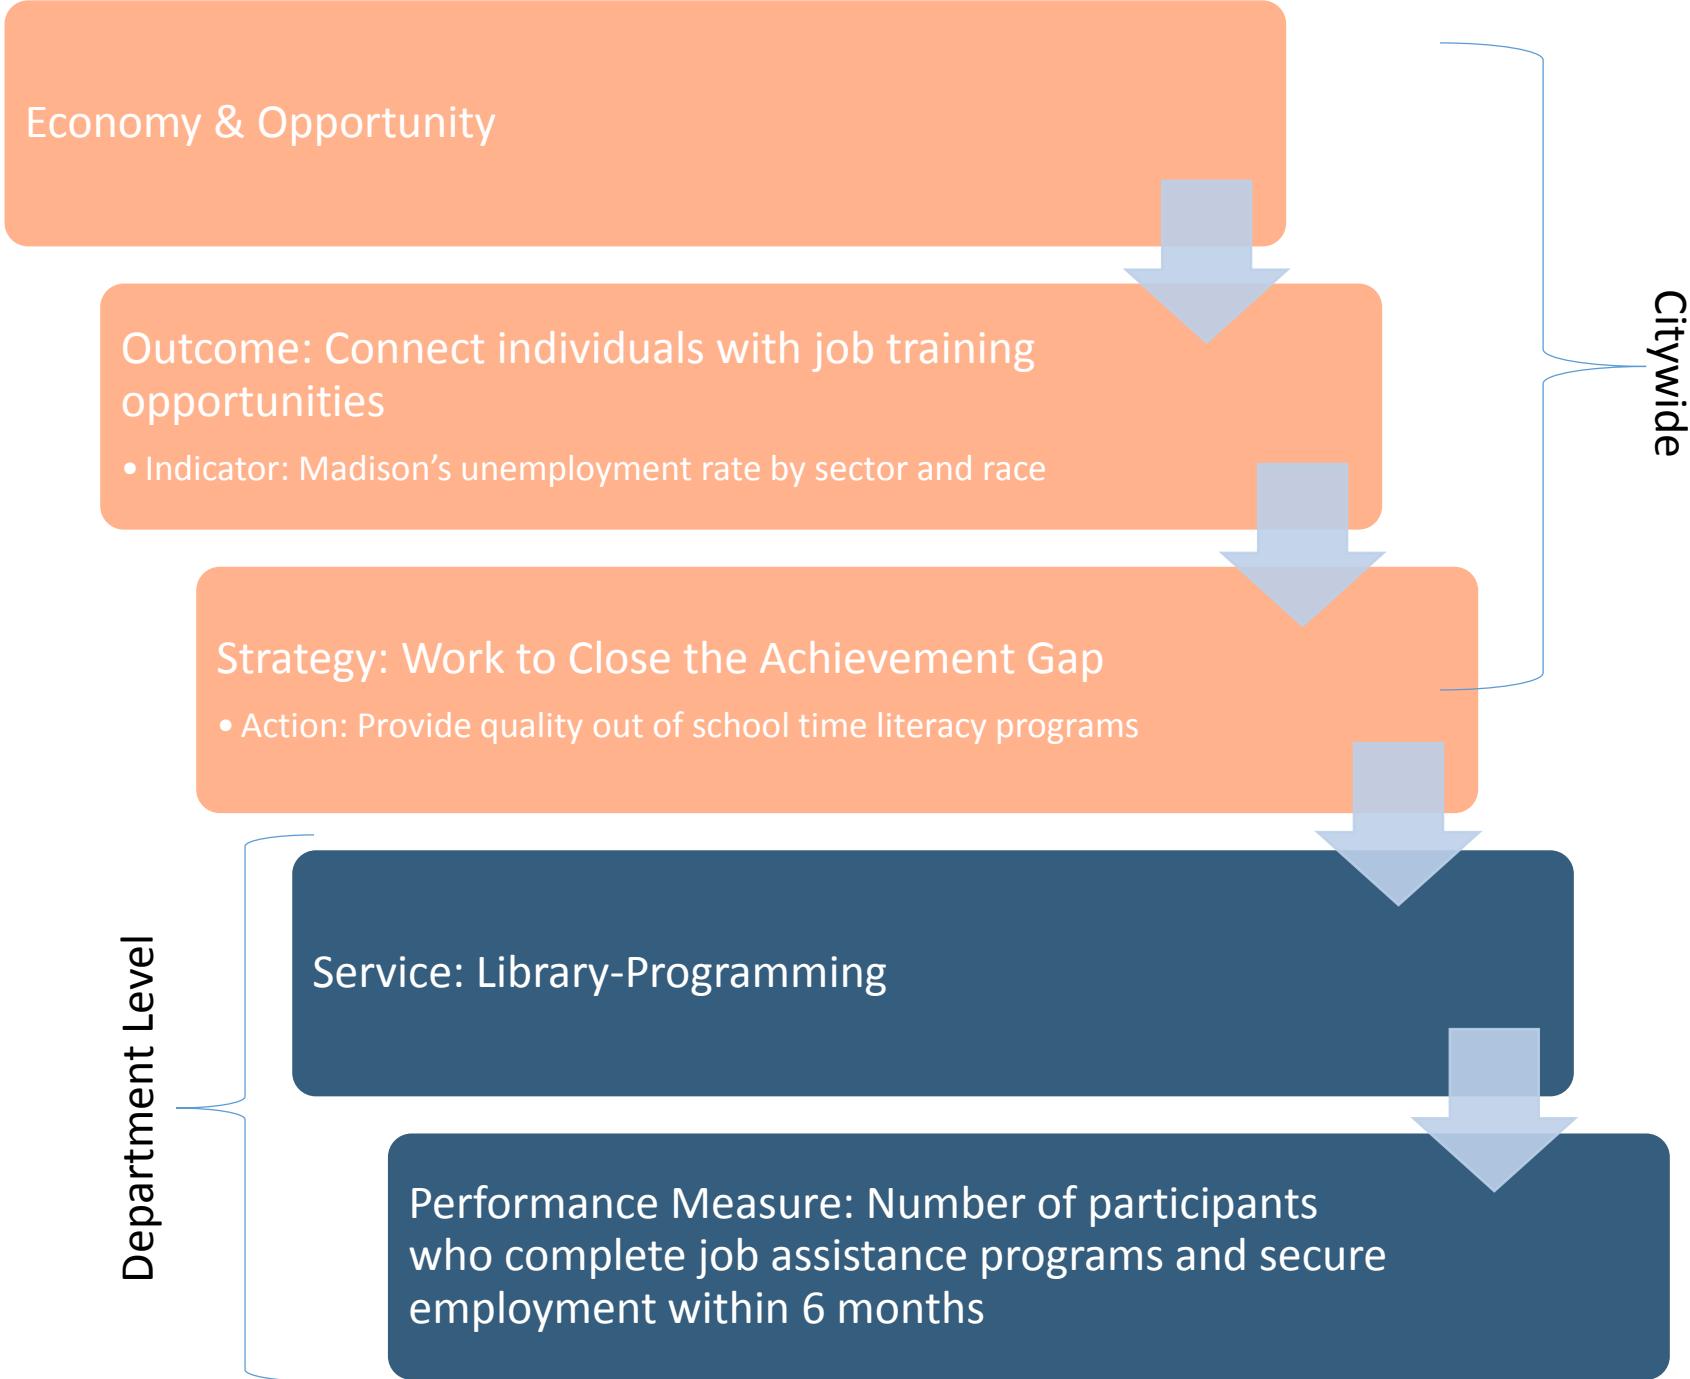 Economy & Opportunity
Outcome: Connect individuals with job training
opportunities
• Indicator: Madison’s unemployment rate by sector and race
Strategy: Work to Close the Achievement Gap
• Action: Provide quality out of school time literacy programs
Citywide
Service: Library-Programming
Performance Measure: Number of participants
who complete job assistance programs and secure
employment within 6 months
Department Level